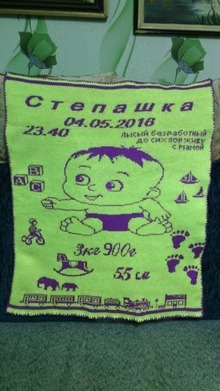 Степашка
04.05.2016
23.40
лысый безработный
до сих пор живу
с мамой
A
B
C
3кг 900г
55 см